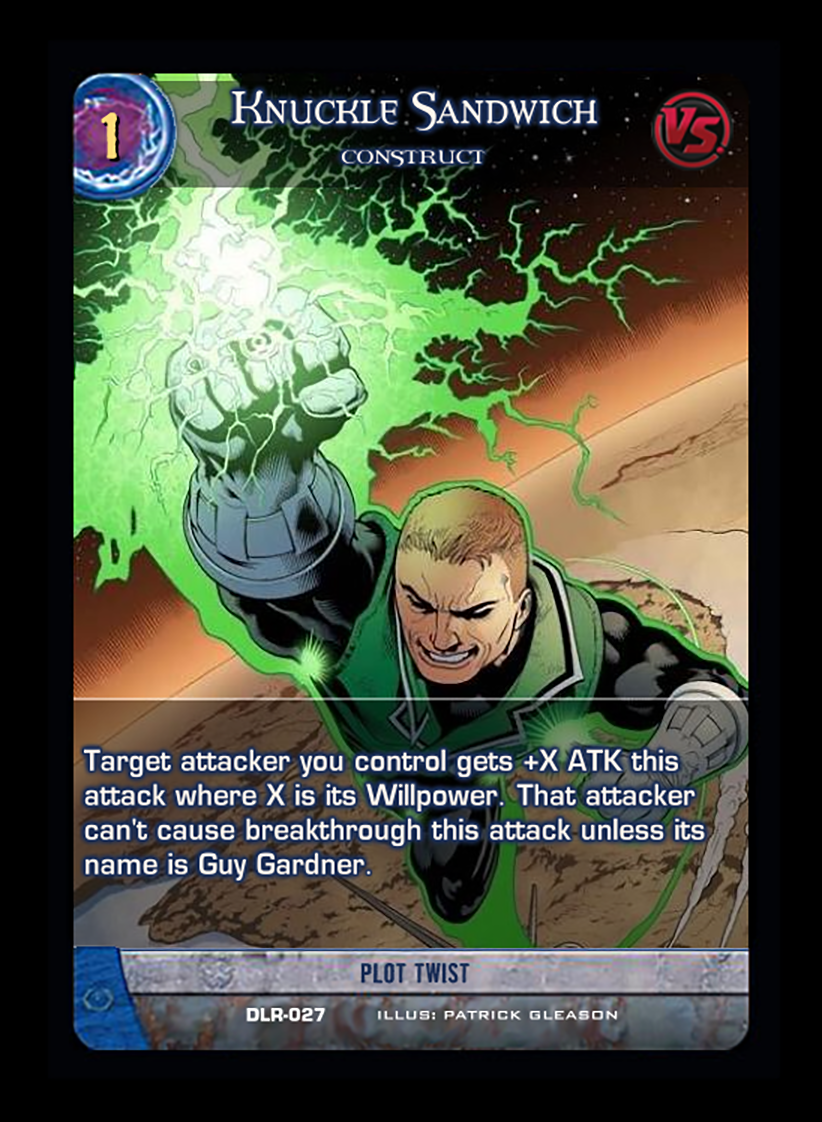 1
Knuckle Sandwich
CONSTRUCT
VS.
Target attacker you control gets +X ATK this
attack where X is its Willpower. That attacker
can't cause breakthrough this attack unless its
name is Guy Gardner.
PLOT TWIST
DLR-027 ILLUS: PATRICK GLEASON